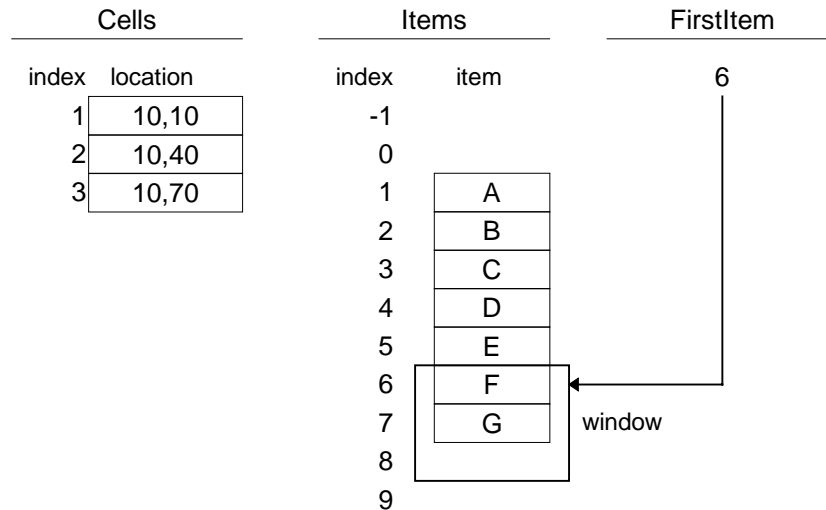 Cells Items FirstItem
index location index item 6
1 10,10 -1
2 10,40 0
3 10,70 1 A
2 B
3 C
4 D
5 E
6 F
7 G window
8
9